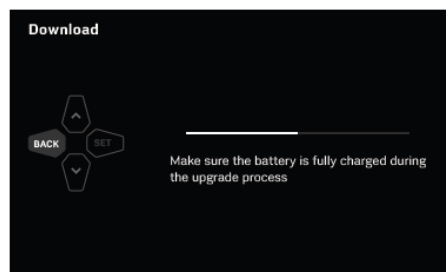 Download
BACK
SET
Make sure the battery is fully charged during
the upgrade process